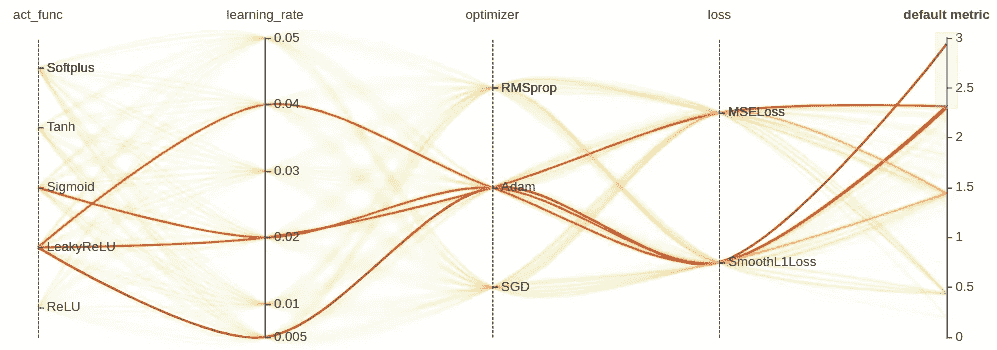 act_func
learning_rate
optimizer
loss
default metric
Softplus
Tanh
Sigmoid
LeakyReLU
ReLU
0.05
0.04
0.03
0.02
0.01
0.005
RMSprop
Adam
SGD
MSELoss
SmoothL1Loss
3
2.5
2
1.5
1
0.5
0